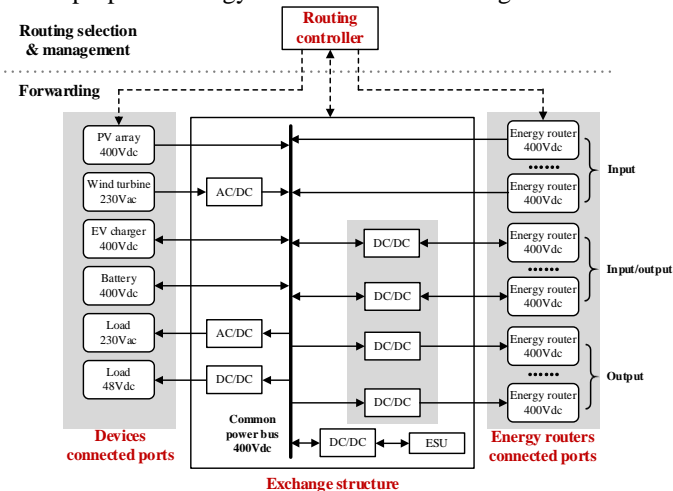 Routing selection
& management
Routing
controller
Forwarding
PV array
400Vdc
Wind turbine
230Vac
EV charger
400Vdc
Battery
400Vdc
Load
230Vac
Load
48Vdc
Devices
connected ports
AC/DC
AC/DC
DC/DC
Common
power bus
400Vdc
DC/DC
DC/DC
DC/DC
DC/DC
DC/DC
ESU
Exchange structure
Energy router
400Vdc
......
Energy router
400Vdc
Input
Energy router
400Vdc
......
Energy router
400Vdc
Input/output
Energy router
400Vdc
......
Energy router
400Vdc
Output
Energy routers
connected ports